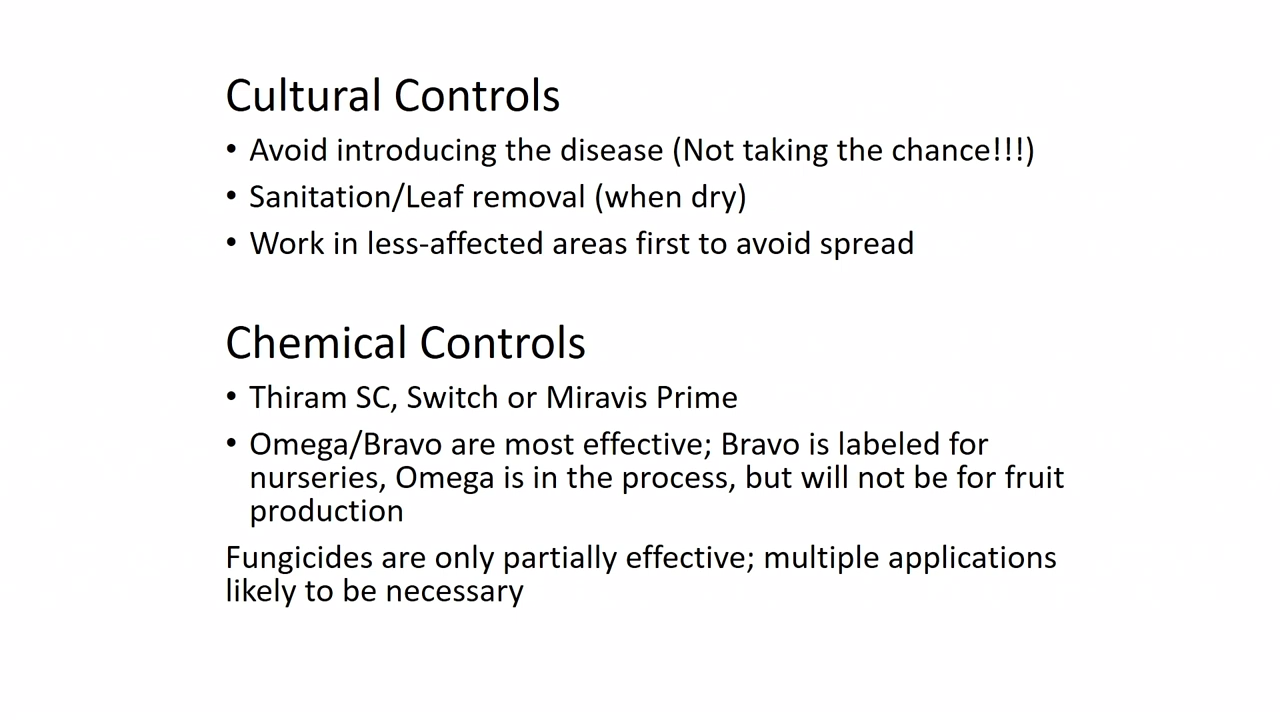 Cultural Controls
• Avoid introducing the disease (Not taking the chance!!!)
• Sanitation/Leaf removal (when dry)
• Work in less-affected areas first to avoid spread
Chemical Controls
• Thiram SC, Switch or Miravis Prime
• Omega/Bravo are most effective; Bravo is labeled for
nurseries, Omega is in the process, but will not be for fruit
production
Fungicides are only partially effective; multiple applications
likely to be necessary